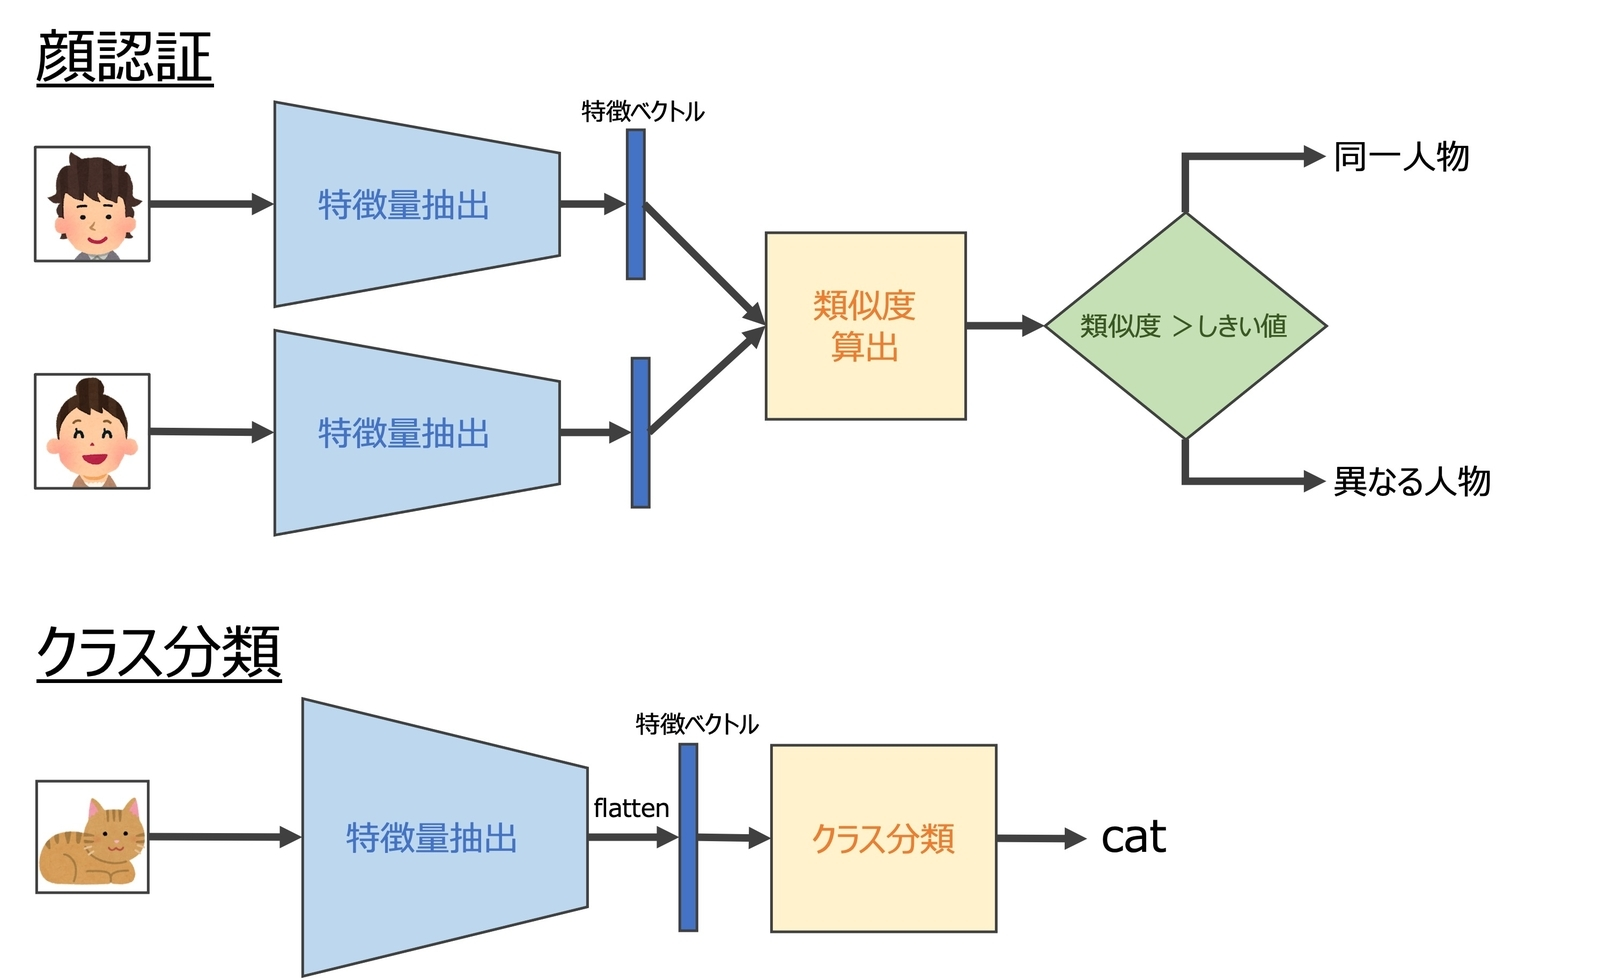 顔認証
特徴ベクトル
特徴量抽出
同一人物
類似度
算出
類似度 ＞しきい値
特徴量抽出
異なる人物
クラス分類
特徴ベクトル
flatten
特徴量抽出
クラス分類
cat